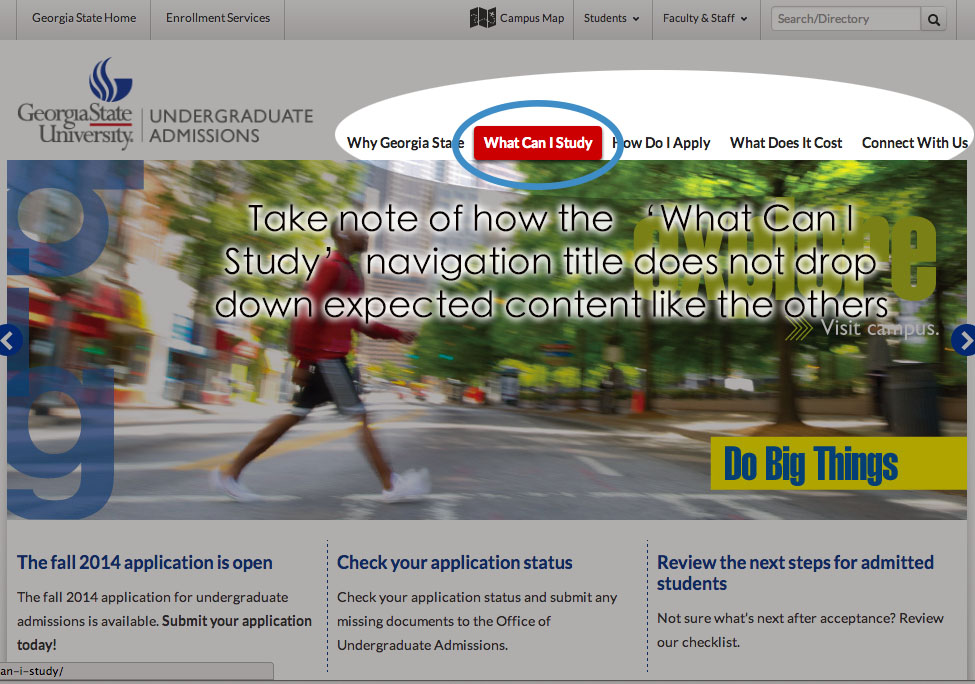 Georgia State Home
Enrollment Services
Campus Map
Students
Faculty & Staff
Search/Directory
GeorgiaState
University.
UNDERGRADUATE
ADMISSIONS
Why Georgia State
What Can I Study
How Do I Apply
What Does It Cost
Connect With Us
Take note of how the ‘What Can I
Study’ navigation title does not drop
down expected content like the others
big
explore
Visit campus.
Do Big Things
The fall 2014 application is open
The fall 2014 application for undergraduate
admissions is available. Submit your application
today!
Check your application status
Check your application status and submit any
missing documents to the Office of
Undergraduate Admissions.
Review the next steps for admitted
students
Not sure what's next after acceptance? Review
our checklist.
an-i-study/